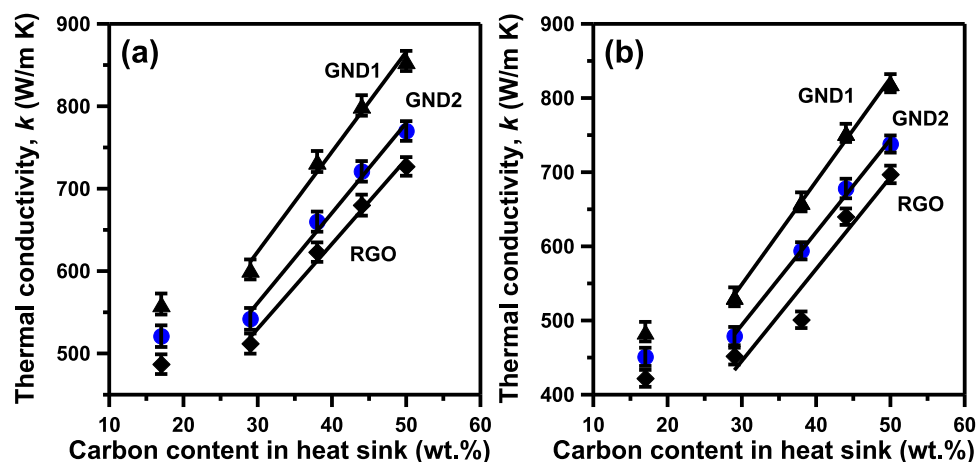 (a)
Thermal conductivity, k (W/m K)
900
800
700
600
500
GND1
GND2
RGO
10 20 30 40 50 60
Carbon content in heat sink (wt.%)
(b)
Thermal conductivity, k (W/m K)
900
800
700
600
500
400
GND1
GND2
RGO
10 20 30 40 50 60
Carbon content in heat sink (wt.%)